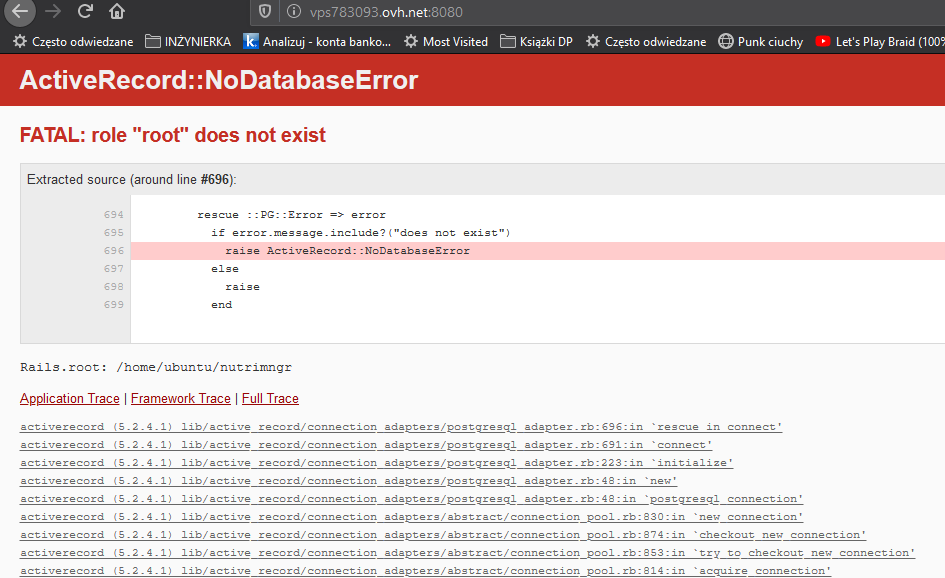 vps783093.ovh.net:8080
Często odwiedzane INŻYNIERKA k. Analizuj - konta banko... Most Visited Książki DP Często odwiedzane Punk ciuchy Let's Play Braid (100%
ActiveRecord::NoDatabaseError
FATAL: role "root" does not exist
Extracted source (around line #696):
694 rescue ::PG::Error => error
695 if error.message.include?("does not exist")
696 raise ActiveRecord::NoDatabaseError
697 else
698 raise
699 end
Rails.root: /home/ubuntu/nutrimngr
Application Trace | Framework Trace | Full Trace
activerecord (5.2.4.1) lib/active_record/connection_adapters/postgresql_adapter.rb:696:in `rescue in connect'
activerecord (5.2.4.1) lib/active_record/connection_adapters/postgresql_adapter.rb:691:in `connect'
activerecord (5.2.4.1) lib/active_record/connection_adapters/postgresql_adapter.rb:223:in `initialize'
activerecord (5.2.4.1) lib/active_record/connection_adapters/postgresql_adapter.rb:48:in `new'
activerecord (5.2.4.1) lib/active_record/connection_adapters/postgresql_adapter.rb:48:in `postgresql_connection'
activerecord (5.2.4.1) lib/active_record/connection_adapters/abstract/connection_pool.rb:830:in `new_connection'
activerecord (5.2.4.1) lib/active_record/connection_adapters/abstract/connection_pool.rb:874:in `checkout_new_connection'
activerecord (5.2.4.1) lib/active_record/connection_adapters/abstract/connection_pool.rb:853:in `try_to_checkout_new_connection'
activerecord (5.2.4.1) lib/active_record/connection_adapters/abstract/connection_pool.rb:814:in `acquire_connection'